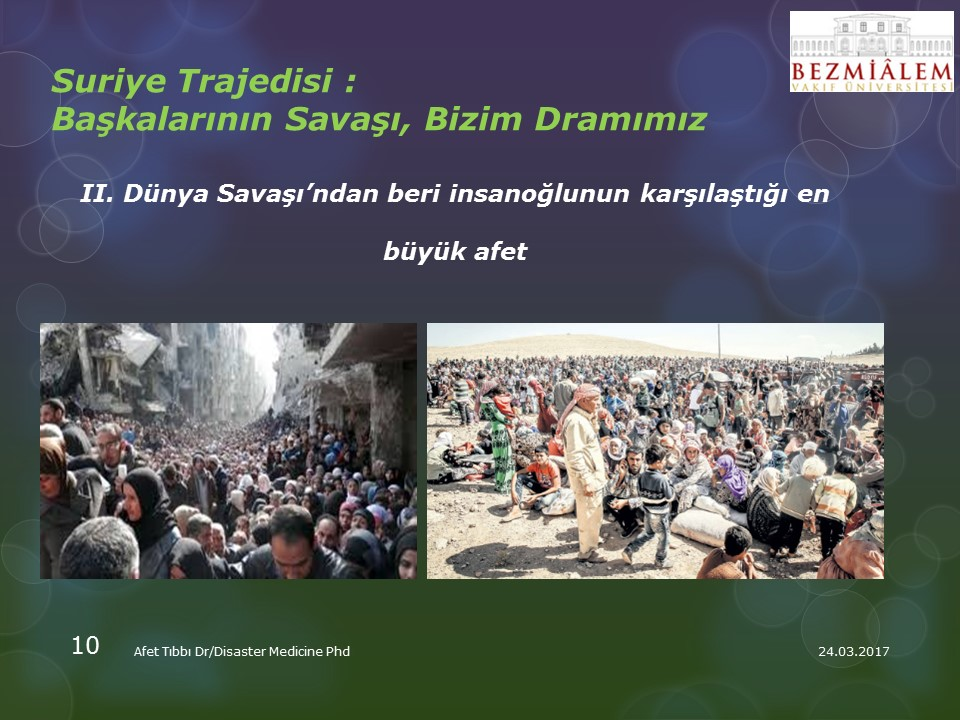 BEZMİÂLEM
VAKIF ÜNİVERSİTESİ
Suriye Trajedisi :
Başkalarının Savaşı, Bizim Dramımız
II. Dünya Savaşı’ndan beri insanoğlunun karşılaştığı en
büyük afet
10
Afet Tıbbı Dr/Disaster Medicine Phd
24.03.2017